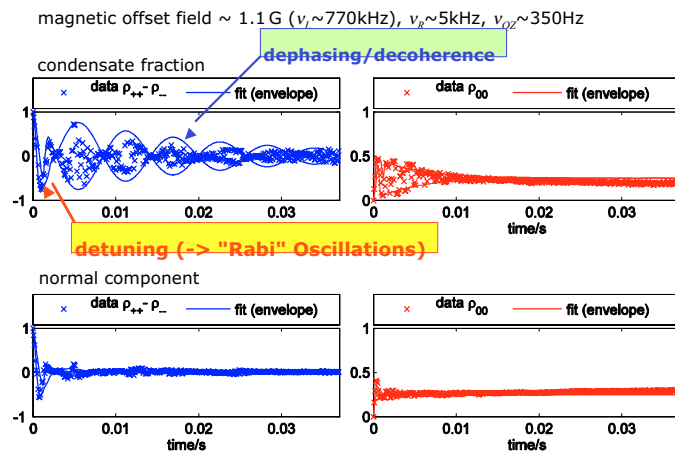 magnetic offset field ~ 1.1 G (ν_L~770kHz), ν_R~5kHz, ν_QZ~350Hz
dephasing/decoherence
condensate fraction
× data ρ₊₊- ρ₋₋ — fit (envelope)
× data ρ₀₀ — fit (envelope)
1
0
-1
0 0.01 0.02 0.03
time/s
1
0.5
0
0 0.01 0.02 0.03
time/s
detuning (-> "Rabi" Oscillations)
normal component
× data ρ₊₊- ρ₋₋ — fit (envelope)
× data ρ₀₀ — fit (envelope)
1
0
-1
0 0.01 0.02 0.03
time/s
1
0.5
0
0 0.01 0.02 0.03
time/s